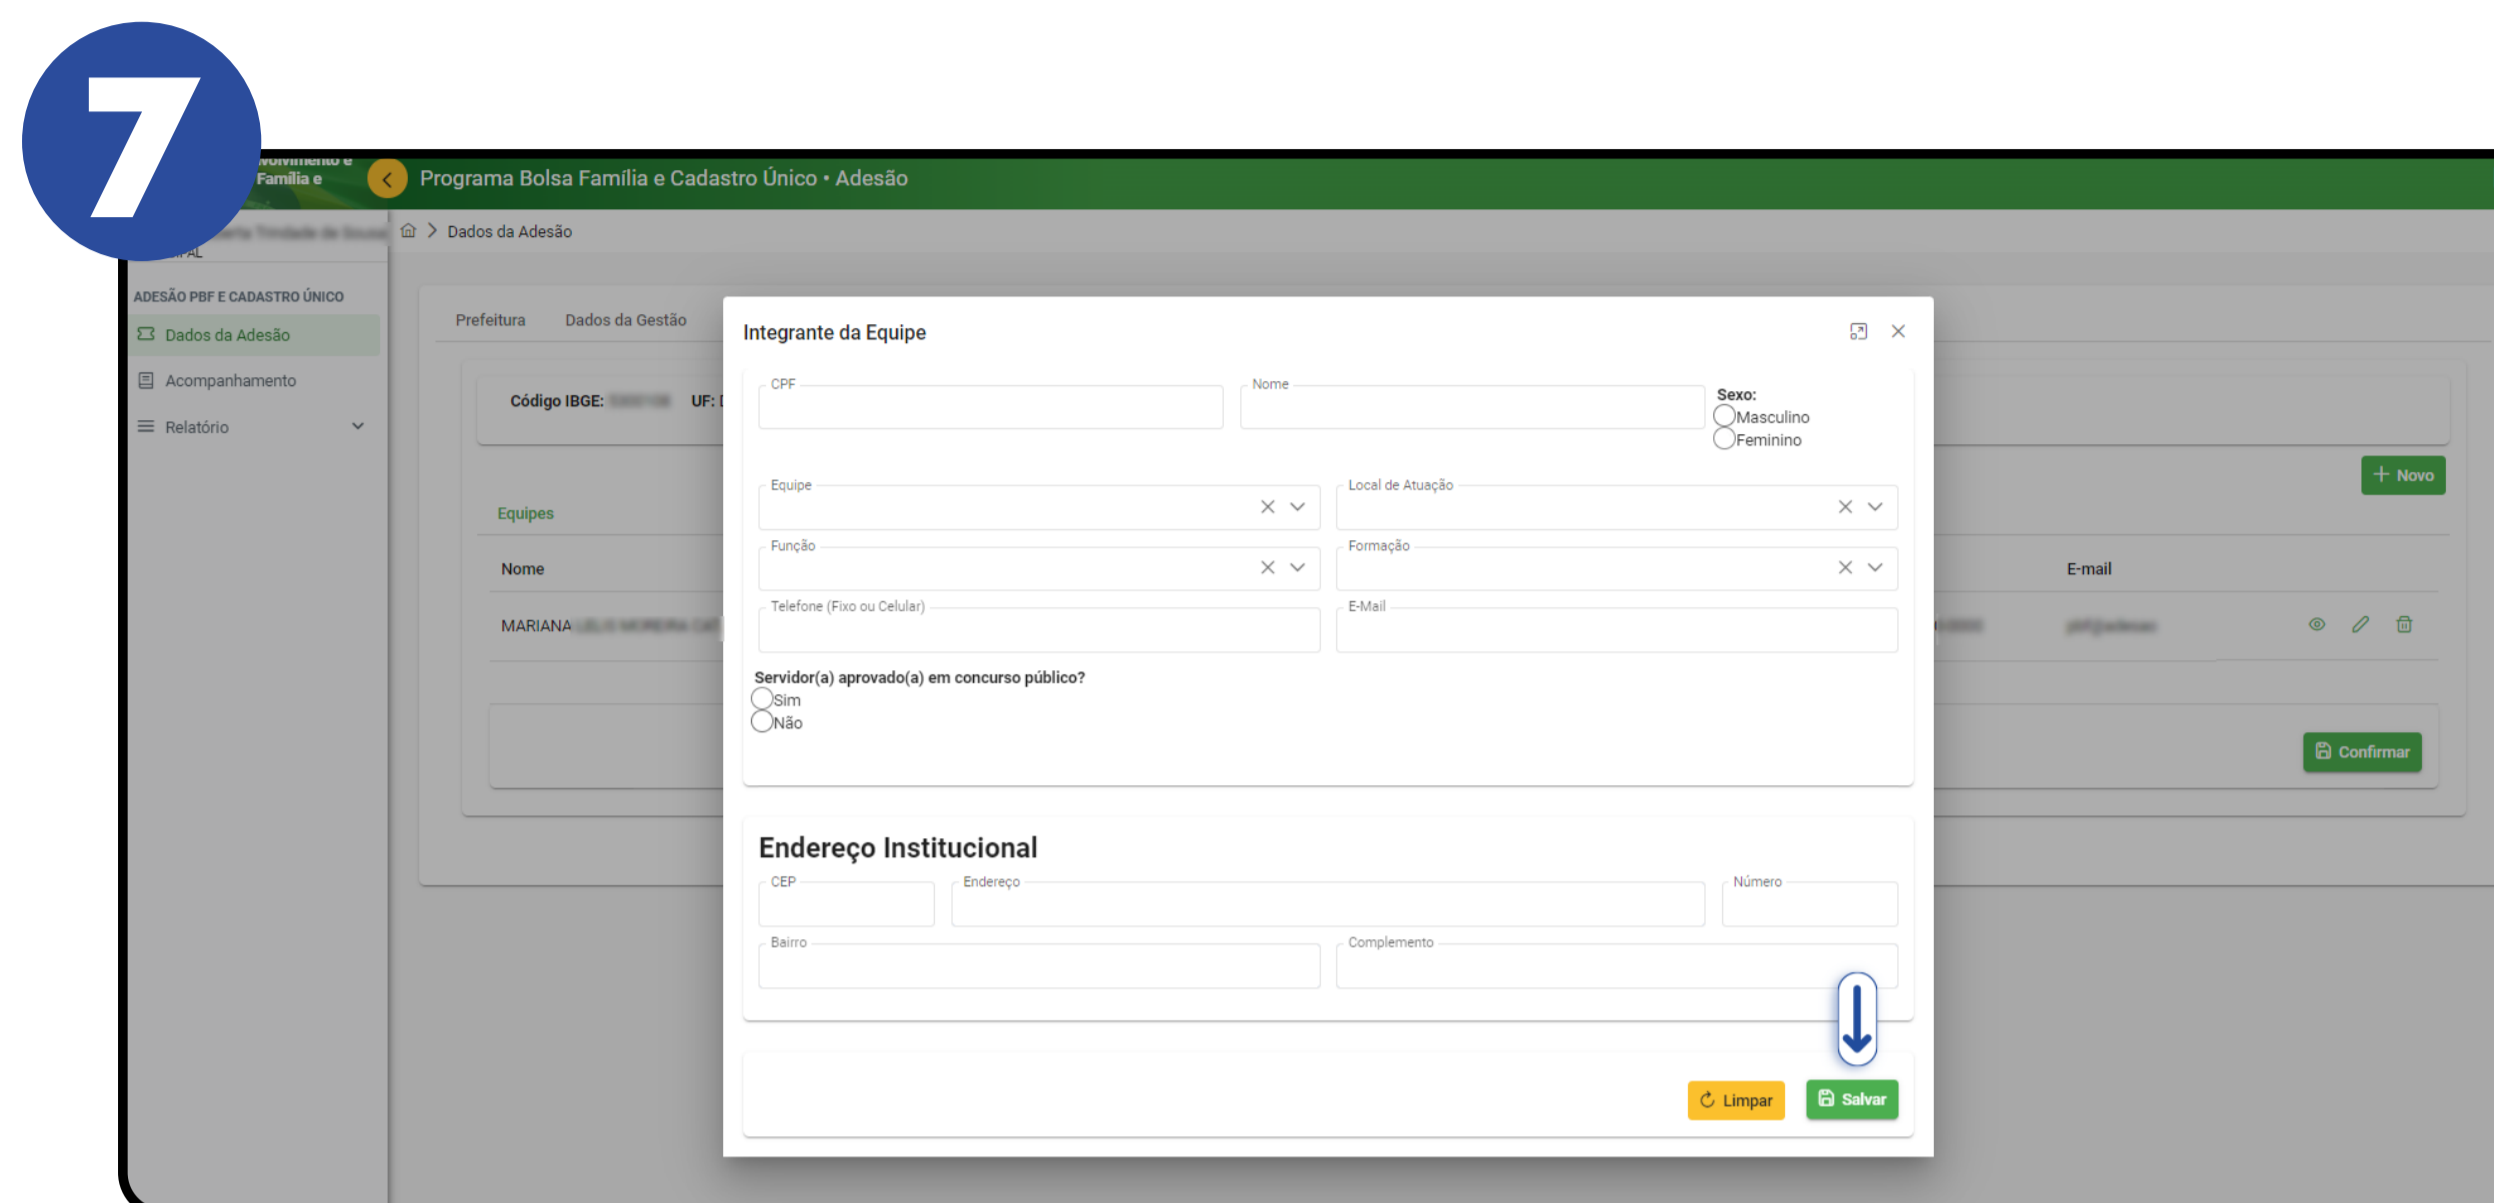 7
Família e
Programa Bolsa Família e Cadastro Único • Adesão
Dados da Adesão
ADESÃO PBF E CADASTRO ÚNICO
Dados da Adesão
Acompanhamento
Relatório
Prefeitura Dados da Gestão
Código IBGE: UF:
Novo
Equipes
Nome
E-mail
MARIANA
Confirmar
Integrante da Equipe
CPF
Nome
Sexo:
Masculino
Feminino
Equipe
Local de Atuação
Função
Formação
Telefone (Fixo ou Celular)
E-Mail
Servidor(a) aprovado(a) em concurso público?
Sim
Não
Endereço Institucional
CEP
Endereço
Número
Bairro
Complemento
Limpar
Salvar